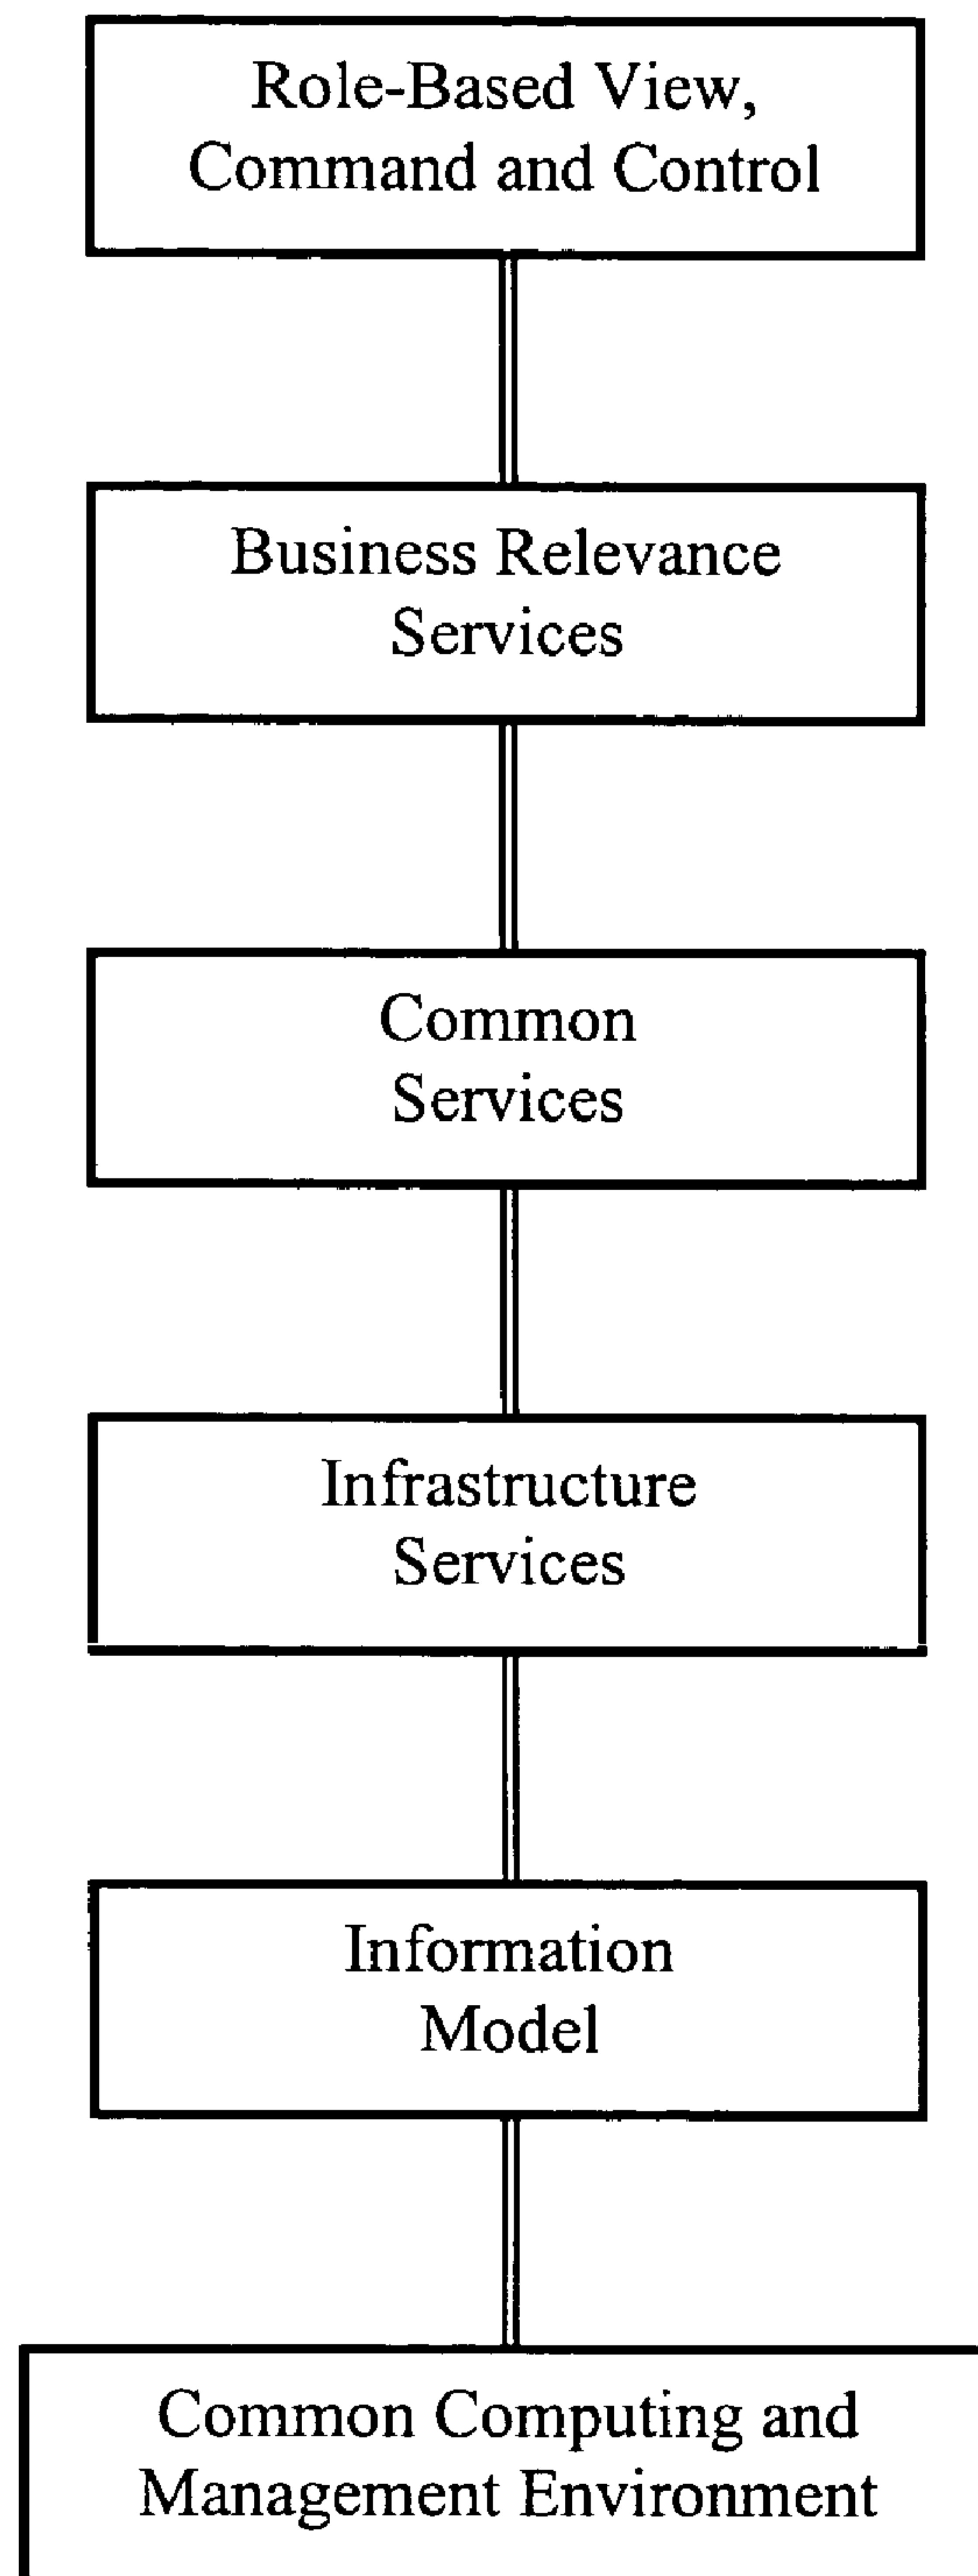 Role-Based View,
Command and Control
Business Relevance
Services
Common
Services
Infrastructure
Services
Information
Model
Common Computing and
Management Environment